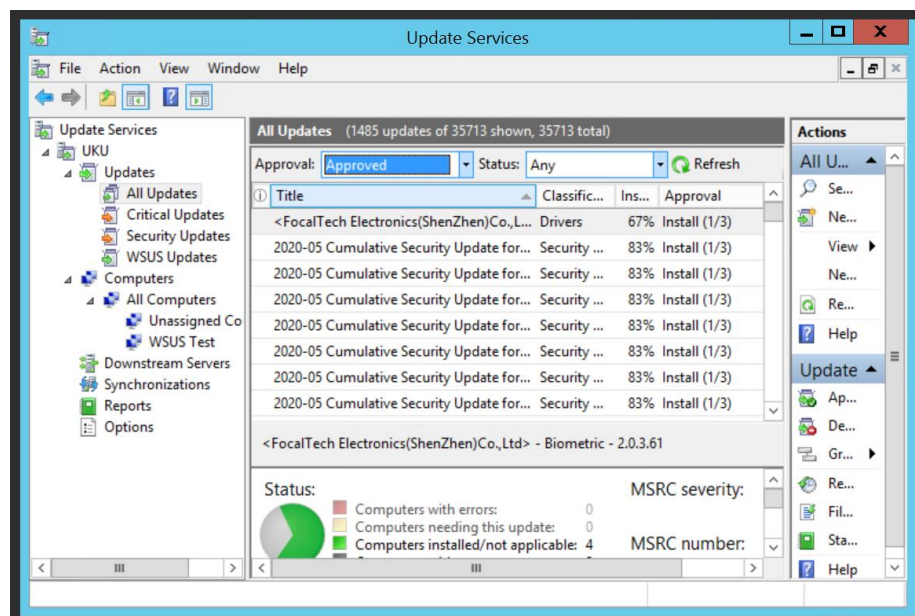 Update Services
File Action View Window Help
Update Services
UKU
Updates
All Updates
Critical Updates
Security Updates
WSUS Updates
Computers
All Computers
Unassigned Co
WSUS Test
Downstream Servers
Synchronizations
Reports
Options
All Updates (1485 updates of 35713 shown, 35713 total)
Approval: Approved Status: Any Refresh
Title Classific... Ins... Approval
<FocalTech Electronics(ShenZhen)Co.,L... Drivers 67% Install (1/3)
2020-05 Cumulative Security Update for... Security ... 83% Install (1/3)
2020-05 Cumulative Security Update for... Security ... 83% Install (1/3)
2020-05 Cumulative Security Update for... Security ... 83% Install (1/3)
2020-05 Cumulative Security Update for... Security ... 83% Install (1/3)
2020-05 Cumulative Security Update for... Security ... 83% Install (1/3)
2020-05 Cumulative Security Update for... Security ... 83% Install (1/3)
2020-05 Cumulative Security Update for... Security ... 83% Install (1/3)
<FocalTech Electronics(ShenZhen)Co.,Ltd> - Biometric - 2.0.3.61
Status: MSRC severity:
Computers with errors: 0
Computers needing this update: 0
Computers installed/not applicable: 4 MSRC number:
Actions
All U...
Se...
Ne...
View
Ne...
Re...
Help
Update
Ap...
De...
Gr...
Re...
Fil...
Sta...
Help